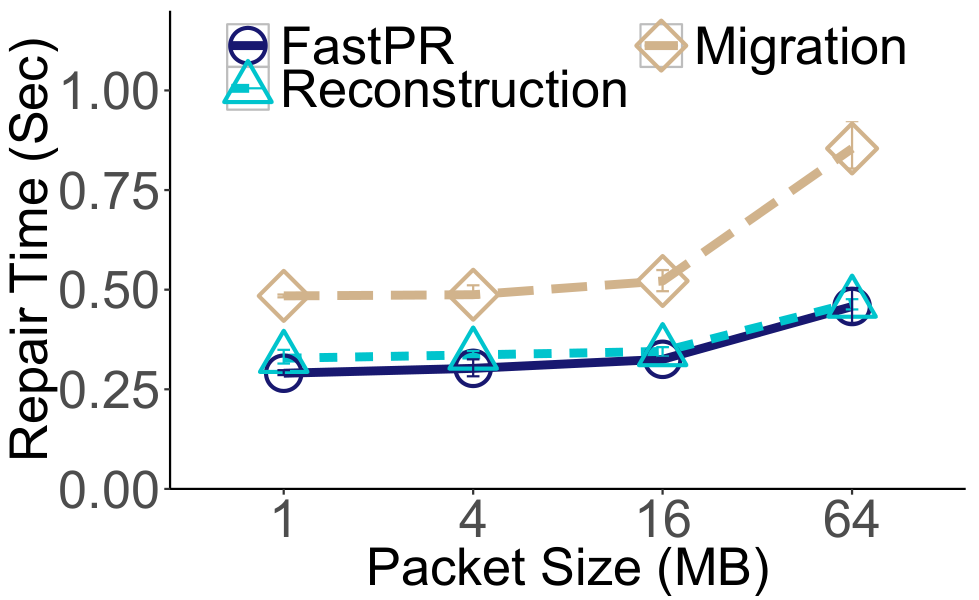 FastPR
Migration
Reconstruction
Repair Time (Sec)
1.00
0.75
0.50
0.25
0.00
1 4 16 64
Packet Size (MB)